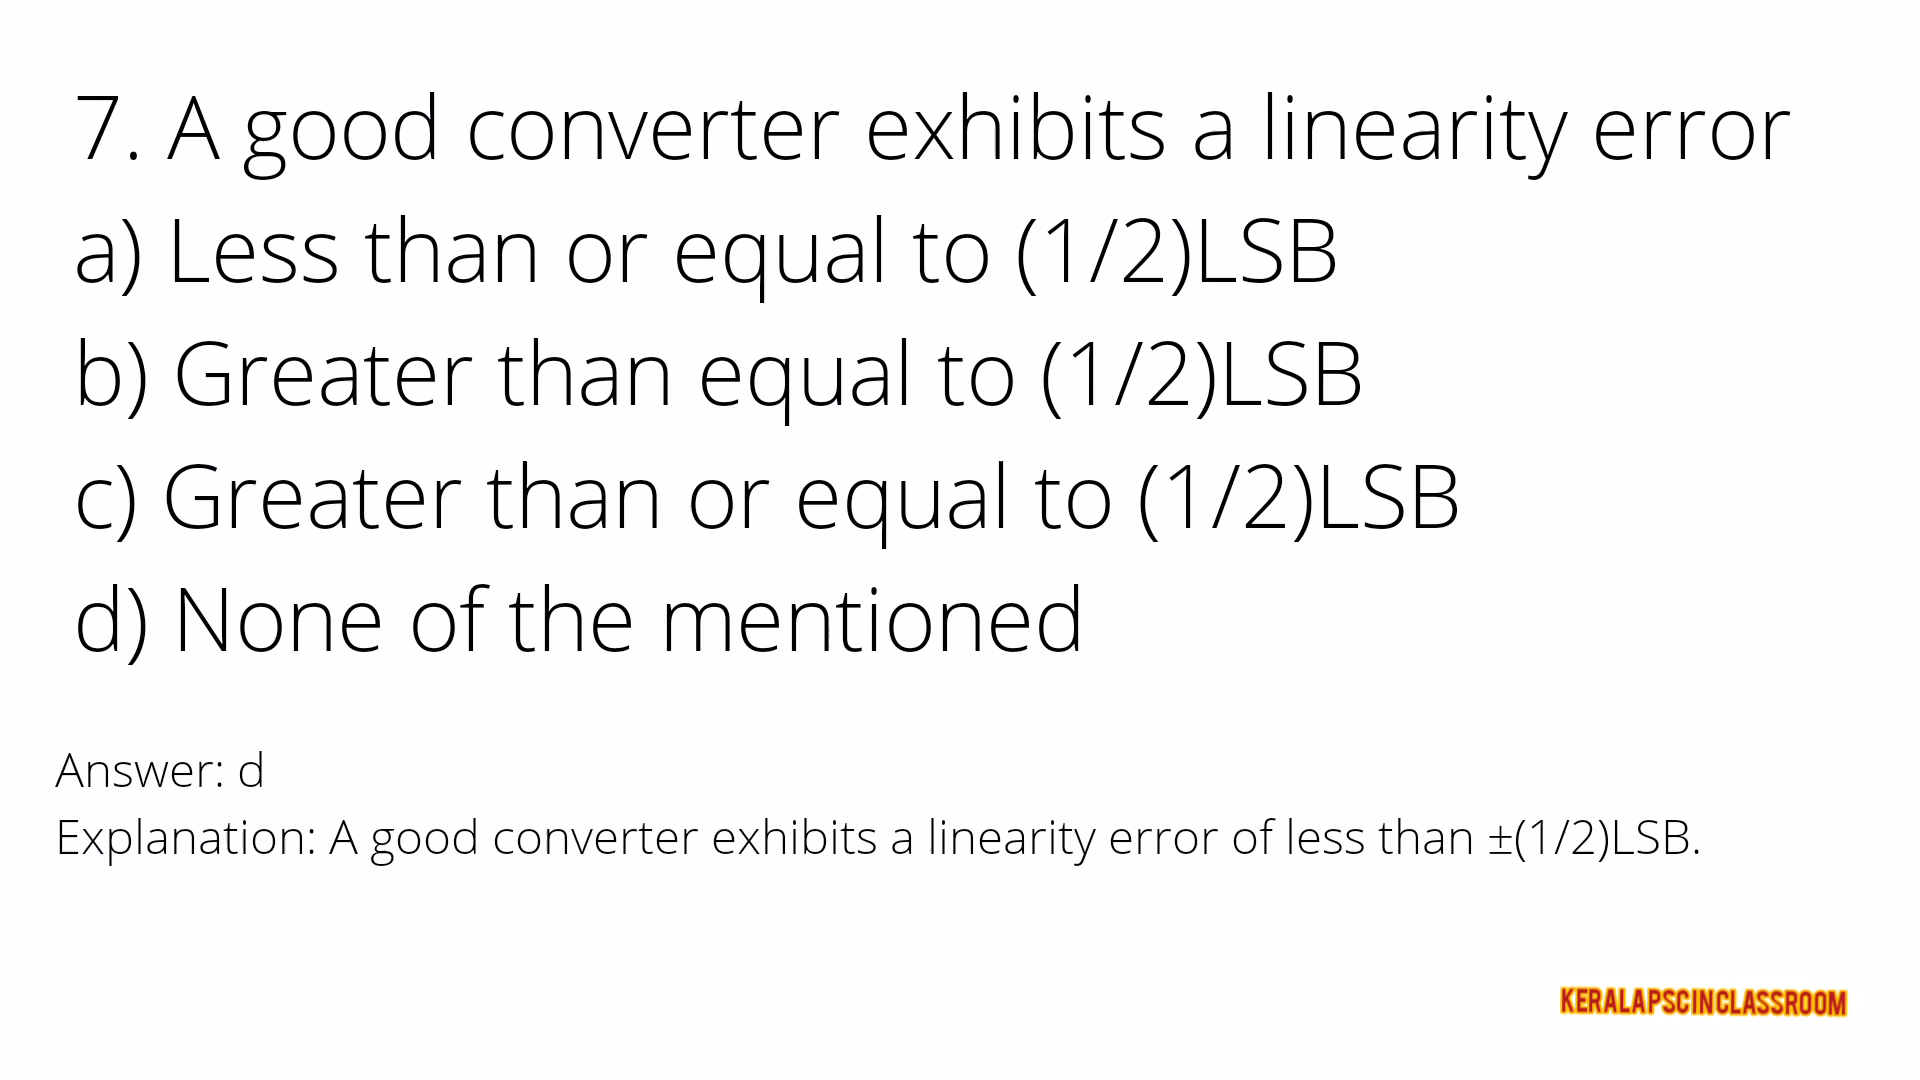 7. A good converter exhibits a linearity error
a) Less than or equal to (1/2)LSB
b) Greater than equal to (1/2)LSB
c) Greater than or equal to (1/2)LSB
d) None of the mentioned
Answer: d
Explanation: A good converter exhibits a linearity error of less than ±(1/2)LSB.
KERALAPSCINCLASSROOM